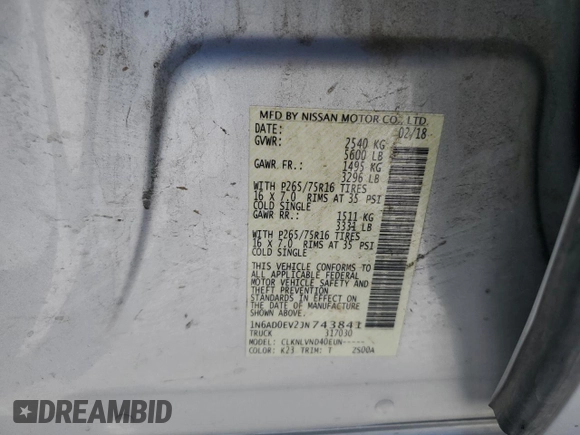 MFD BY NISSAN MOTOR CO., LTD.
DATE: 02/18
GVWR: 2540 KG
5600 LB
GAWR FR.: 1495 KG
3296 LB
WITH P265/75R16 TIRES
16 X 7.0 RIMS AT 35 PSI
COLD SINGLE
GAWR RR.: 1511 KG
3331 LB
WITH P265/75R16 TIRES
16 X 7.0 RIMS AT 35 PSI
COLD SINGLE
THIS VEHICLE CONFORMS TO
ALL APPLICABLE FEDERAL
MOTOR VEHICLE SAFETY AND
THEFT PREVENTION
STANDARDS IN EFFECT ON
THE DATE OF MANUFACTURE
SHOWN ABOVE.
1N6AD0EV2JN743841
TRUCK 317030
MODEL: CLKNLVND40EUN-----
COLOR: K23 TRIM: T 2S00A
DREAMBID